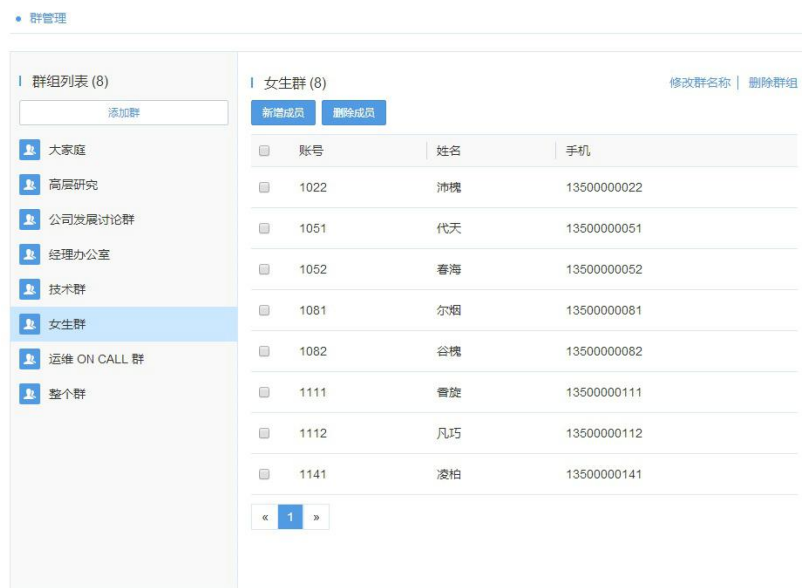 群管理
群组列表 (8)
添加群
大家庭
高层研究
公司发展讨论群
经理办公室
技术群
女生群
运维 ON CALL 群
整个群
女生群 (8)
修改群名称 | 删除群组
新增成员 删除成员
账号 姓名 手机
1022 沛槐 13500000022
1051 代天 13500000051
1052 春海 13500000052
1081 尔烟 13500000081
1082 谷槐 13500000082
1111 香旋 13500000111
1112 凡巧 13500000112
1141 凌柏 13500000141
« 1 »